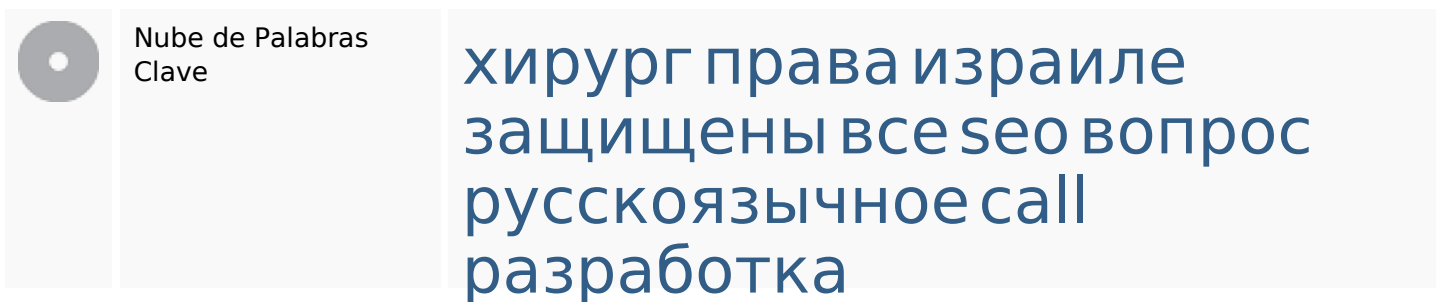 Nube de Palabras
Clave
хирург права израиле
защищены все seo вопрос
русскоязычное call
разработка